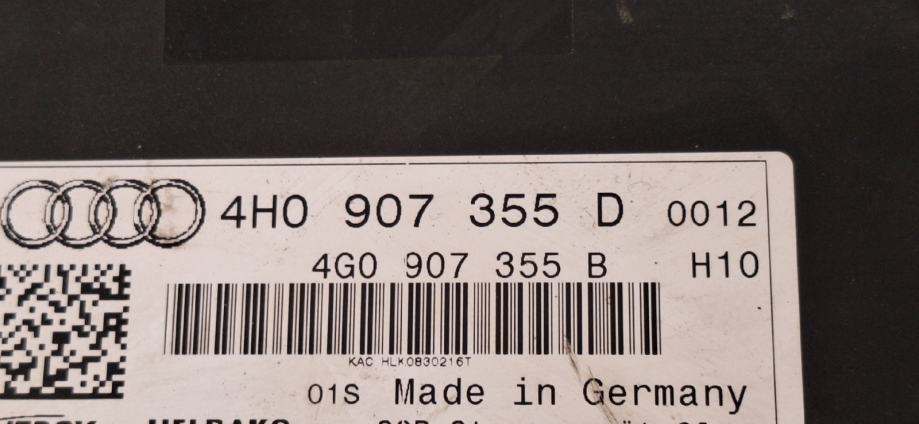 4H0 907 355 D 0012
4G0 907 355 B H10
KAC HLK0830216T
01S Made in Germany